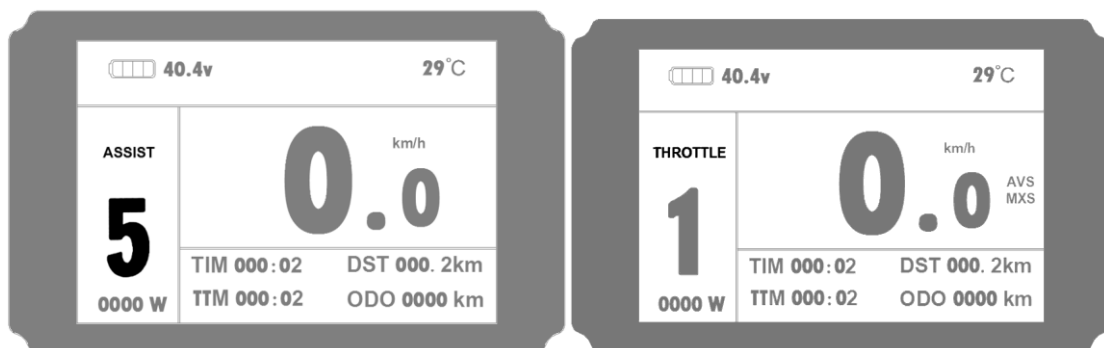 40.4v 29°C
ASSIST
5
0000 W
km/h
0.0
TIM 000:02 DST 000. 2km
TTM 000:02 ODO 0000 km
40.4v 29°C
THROTTLE
1
0000 W
km/h
0.0
AVS
MXS
TIM 000:02 DST 000. 2km
TTM 000:02 ODO 0000 km